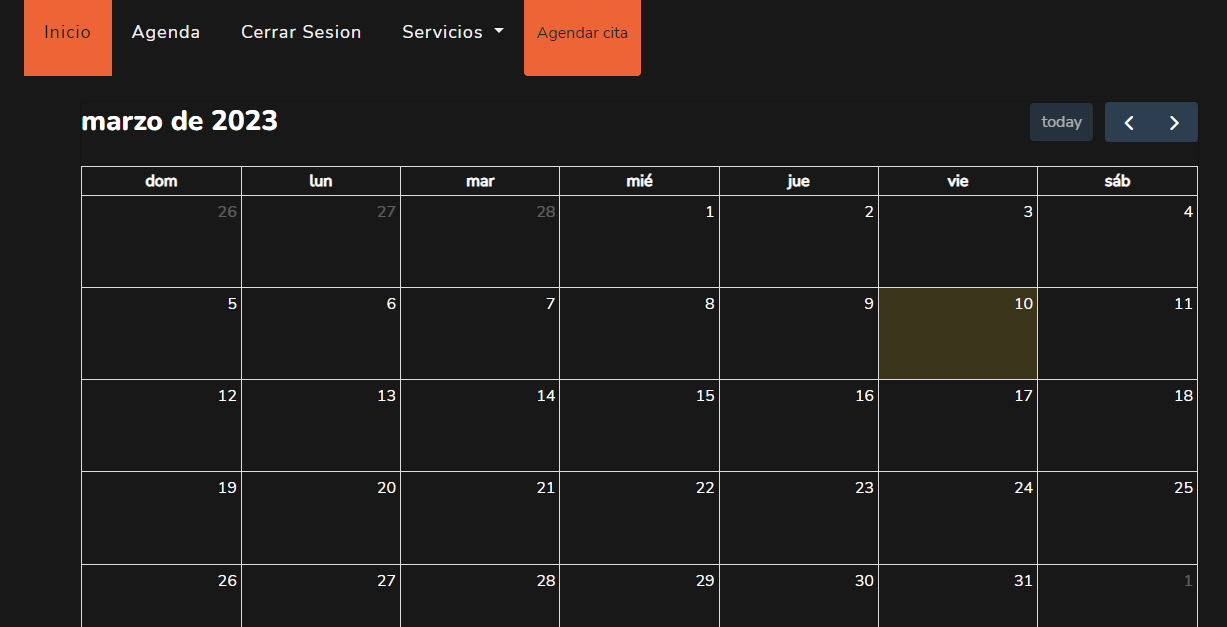 Inicio Agenda Cerrar Sesion Servicios Agendar cita
marzo de 2023 today
dom lun mar mié jue vie sáb
26 27 28 1 2 3 4
5 6 7 8 9 10 11
12 13 14 15 16 17 18
19 20 21 22 23 24 25
26 27 28 29 30 31 1